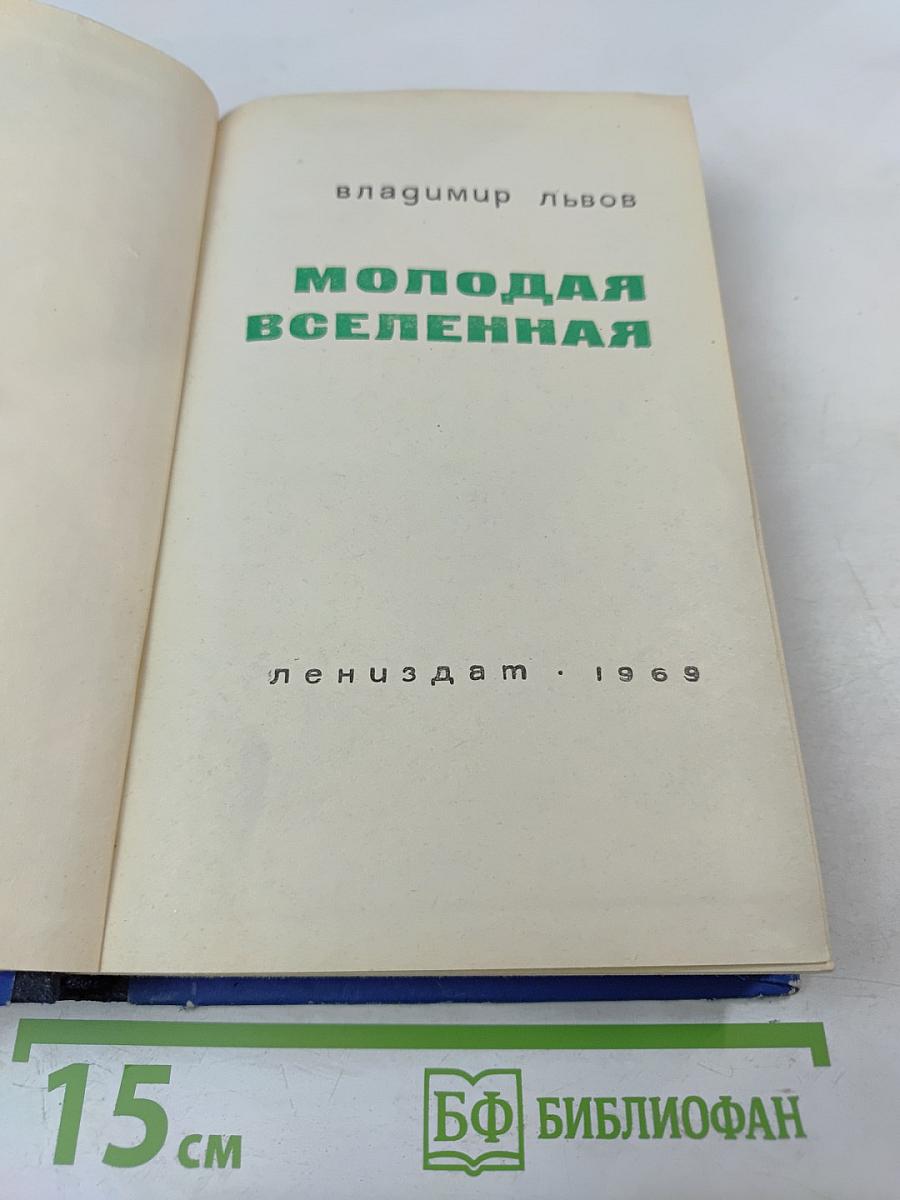 владимир львов
МОЛОДАЯ
ВСЕЛЕННАЯ
лениздат · 1969
15 см
БФ БИБЛИОФАН